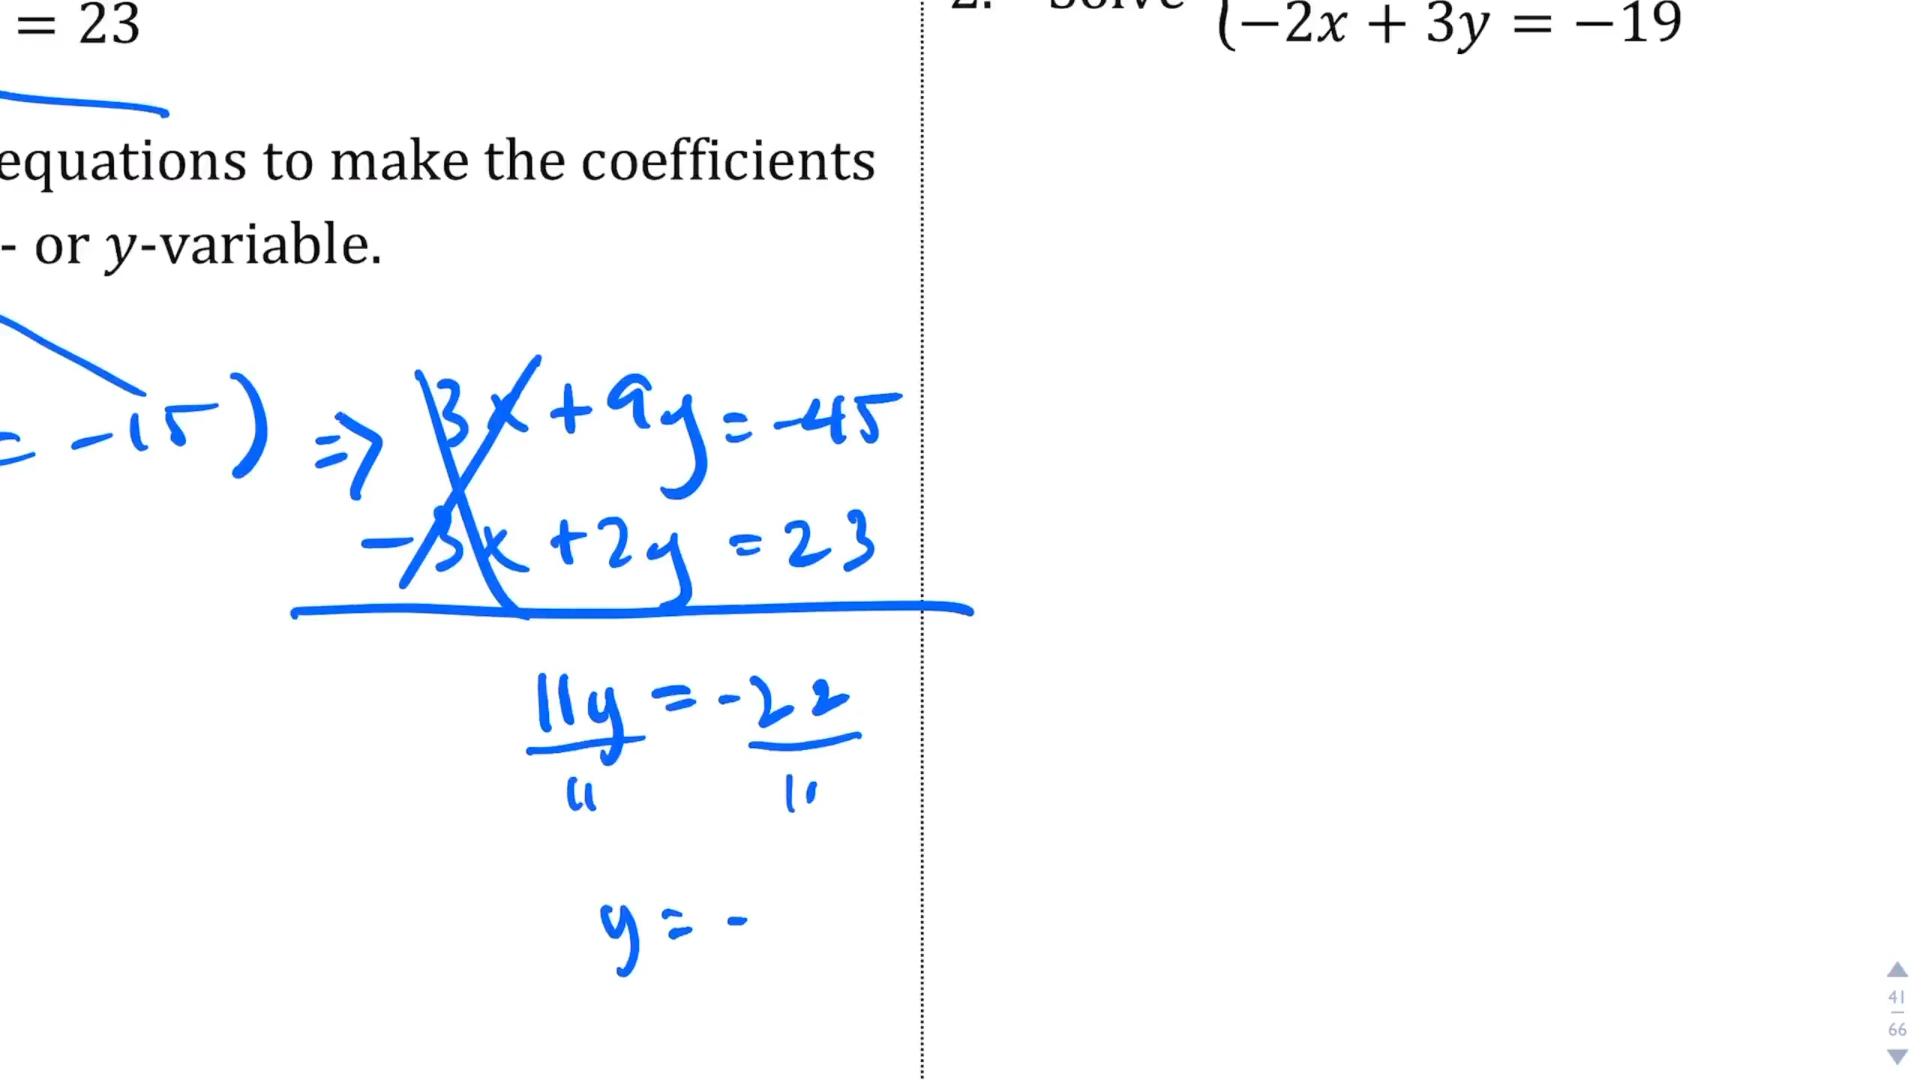 = 23
equations to make the coefficients
- or y-variable.
= -15) => 3x + 9y = -45
-3x + 2y = 23
11y = -22
11 11
y = -
2. Solve {-2x + 3y = -19
41
66